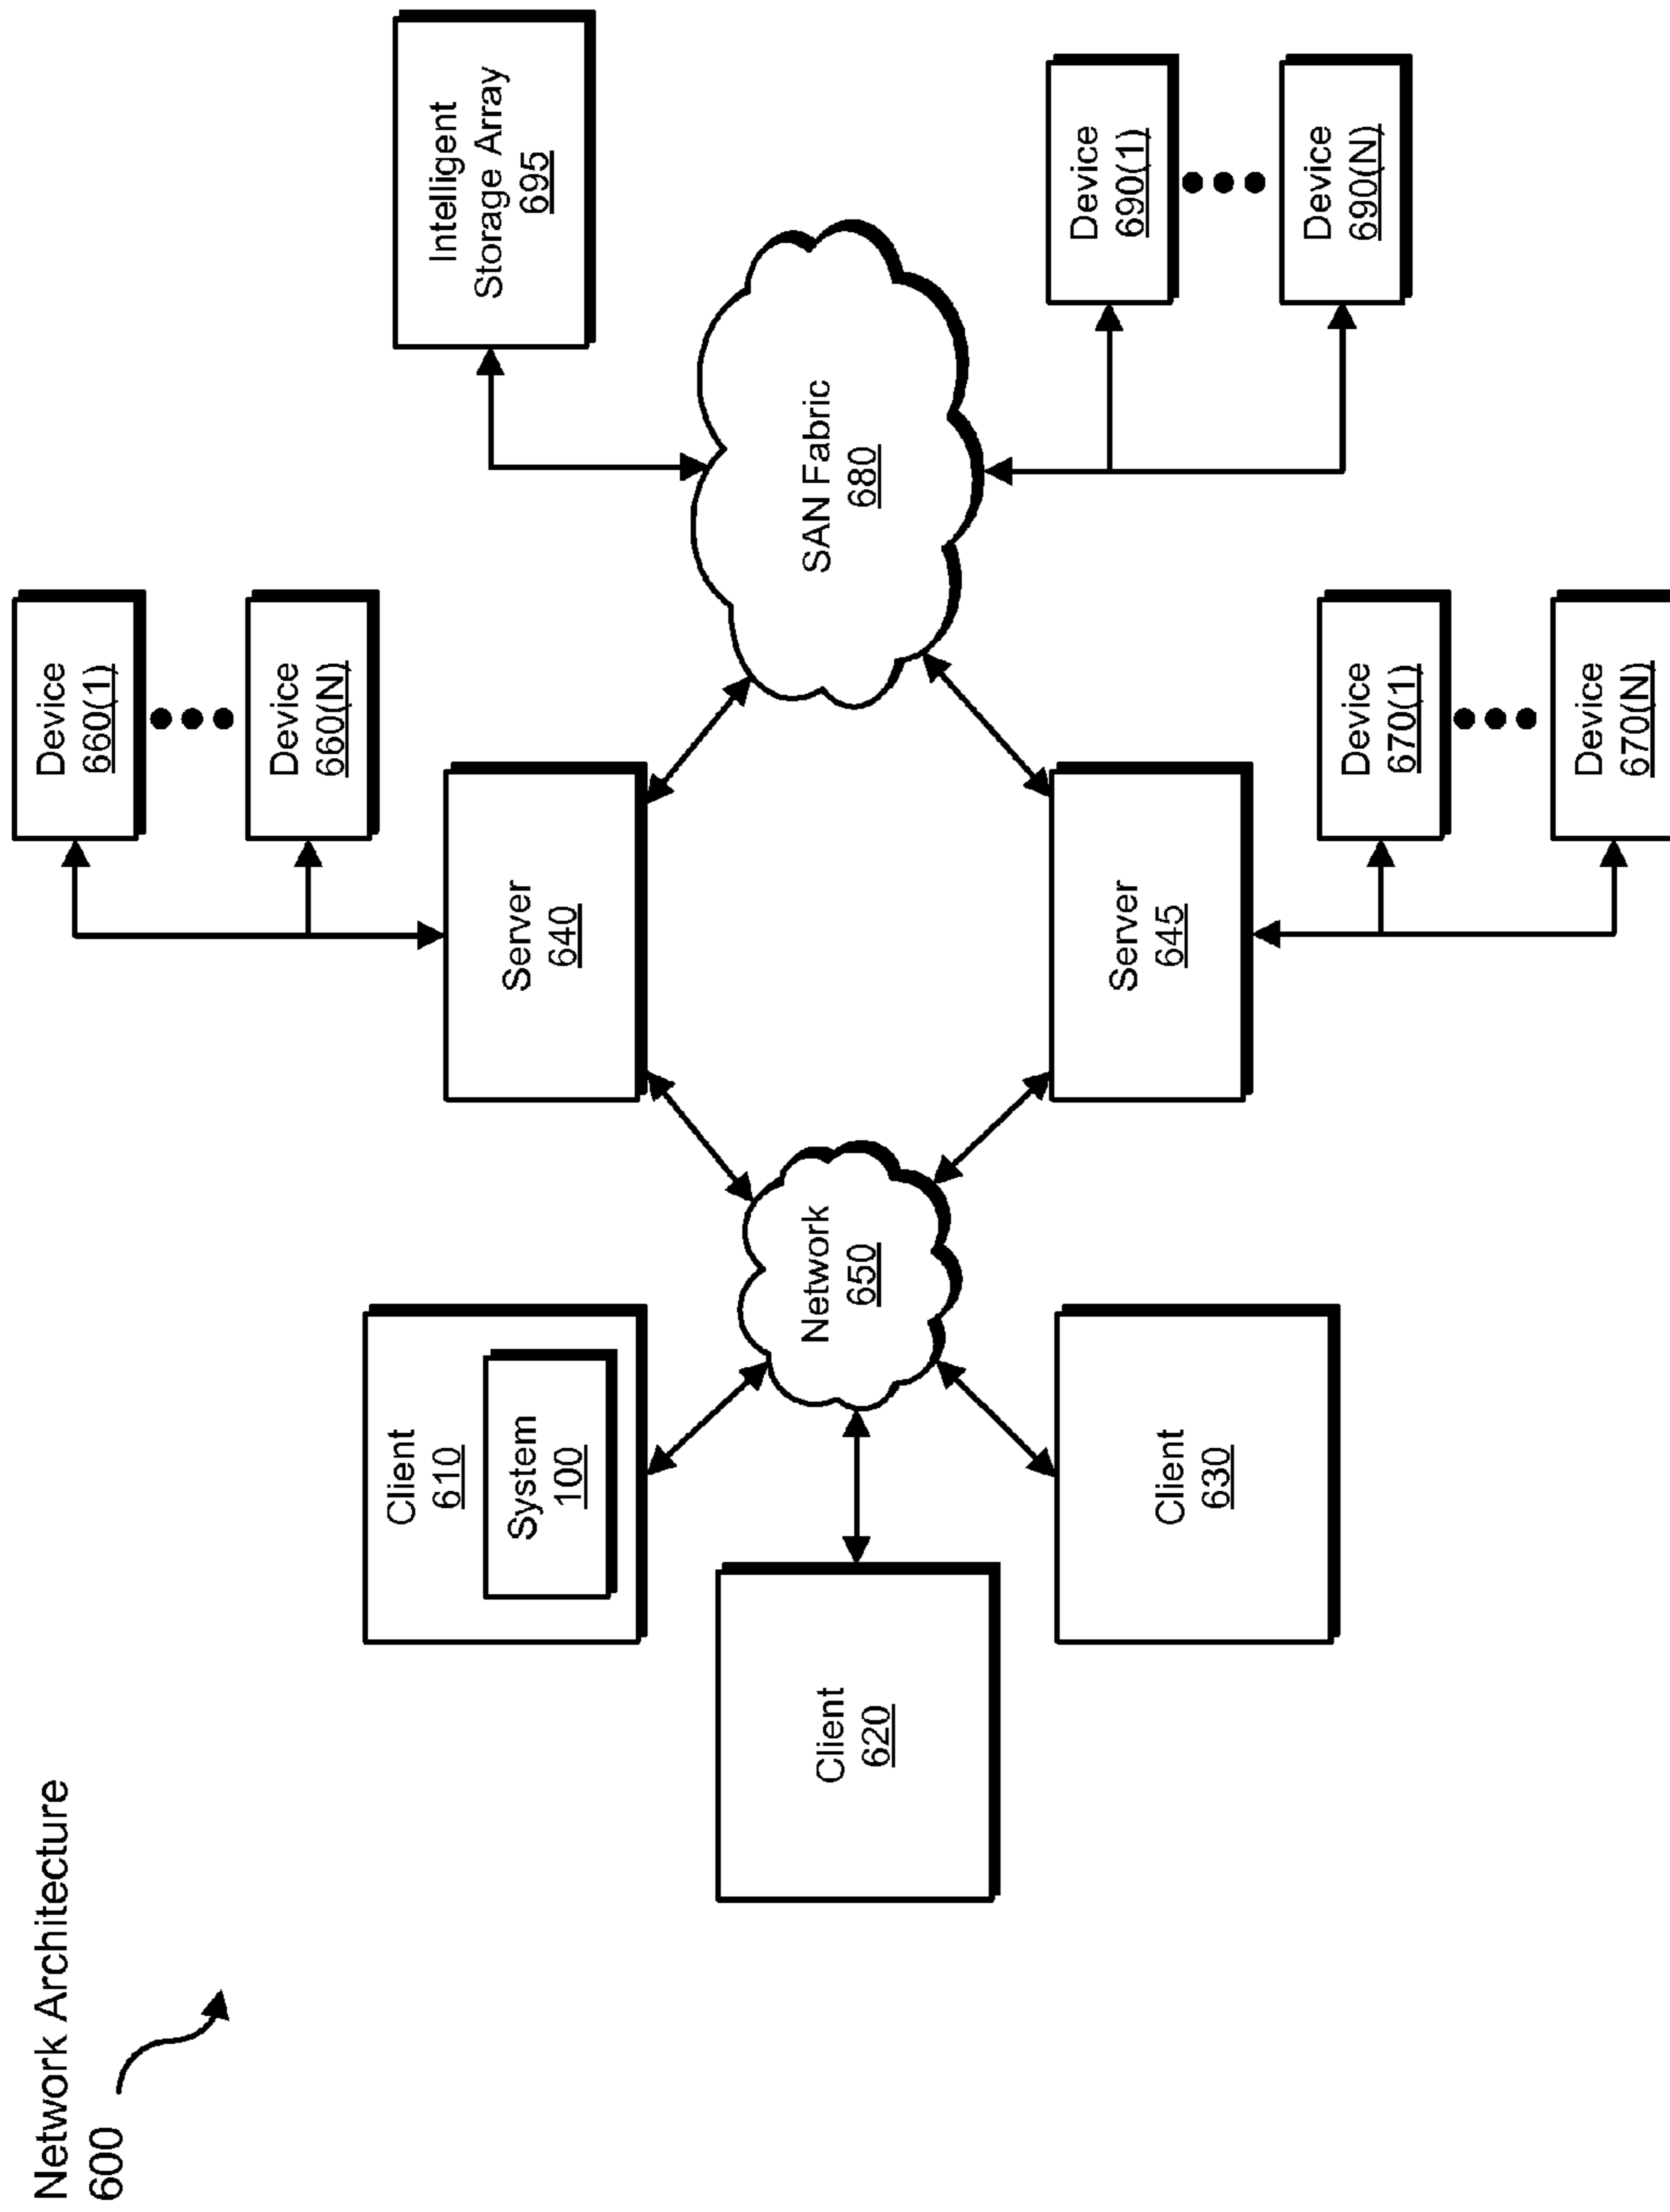 Network Architecture
600
Device
660(1)
Device
660(N)
Intelligent
Storage Array
695
Client
610
System
100
Server
640
Client
620
Network
650
SAN Fabric
680
Client
630
Server
645
Device
690(1)
Device
690(N)
Device
670(1)
Device
670(N)